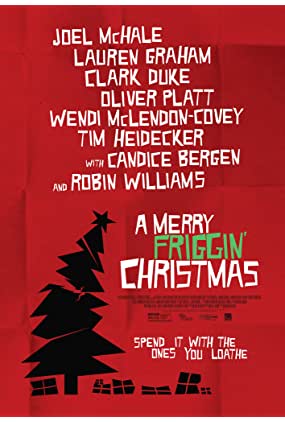 JOEL McHALE
LAUREN GRAHAM
CLARK DUKE
OLIVER PLATT
WENDI McLENDON-COVEY
TIM HEIDECKER
WITH CANDICE BERGEN
AND ROBIN WILLIAMS
A MERRY
FRIGGIN'
CHRISTMAS
SPEND IT WITH THE
ONES YOU LOATHE